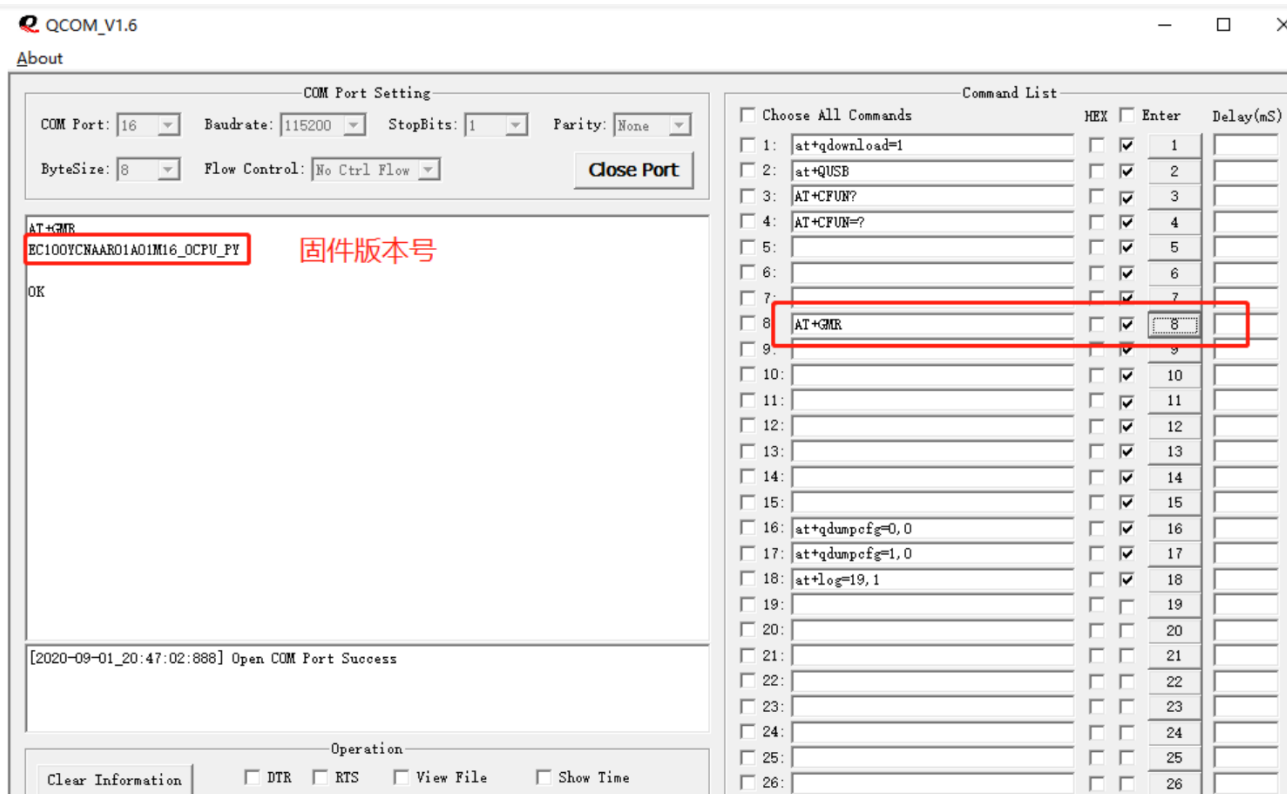 QCOM_V1.6
About
COM Port Setting
COM Port: 16 Baudrate: 115200 StopBits: 1 Parity: None
ByteSize: 8 Flow Control: No Ctrl Flow Close Port
AT+GMR
EC100YCNAAR01A01M16_OCPU_PY 固件版本号
OK
[2020-09-01_20:47:02:888] Open COM Port Success
Operation
Clear Information DTR RTS View File Show Time
Command List
Choose All Commands HEX Enter Delay(mS)
1: at+qdownload=1 1
2: at+QUSB 2
3: AT+CFUN? 3
4: AT+CFUN=? 4
5: 5
6: 6
7: 7
8 AT+GMR 8
9: 9
10: 10
11: 11
12: 12
13: 13
14: 14
15: 15
16: at+qdumpcfg=0,0 16
17: at+qdumpcfg=1,0 17
18: at+log=19,1 18
19: 19
20: 20
21: 21
22: 22
23: 23
24: 24
25: 25
26: 26